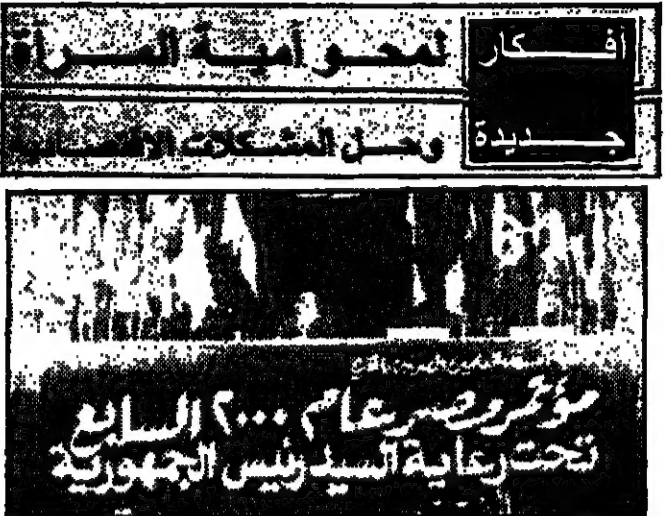 أفكار
جديدة
لمحو أمية المرأة
وحل المشكلات الاقتصادية
مؤتمر مصر عام ٢٠٠٠ السابع
تحت رعاية السيد رئيس الجمهورية